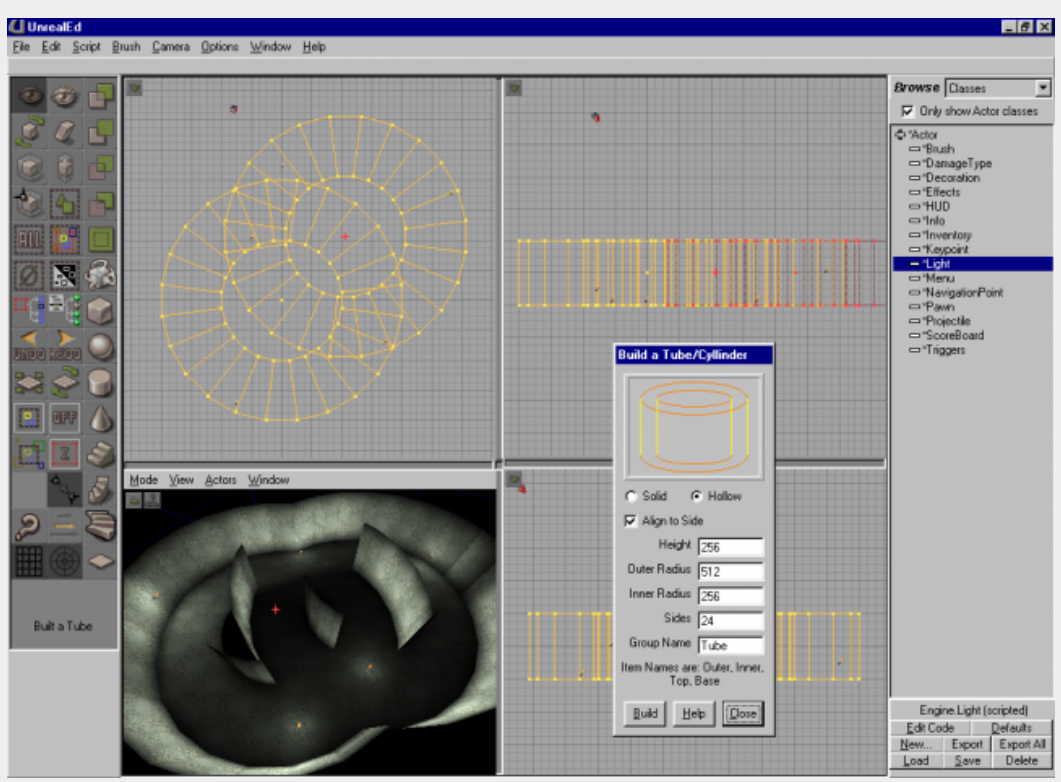 UnrealEd
File Edit Script Brush Camera Options Window Help
Browse Classes
Only show Actor classes
*Actor
*Brush
*DamageType
*Decoration
*Effects
*HUD
*Info
*Inventory
*Keypoint
*Light
*Menu
*NavigationPoint
*Pawn
*Projectile
*ScoreBoard
*Triggers
ALL
UNDO REDO
OFF
Z
Built a Tube
Mode View Actors Window
Build a Tube/Cyllinder
Solid Hollow
Align to Side
Height 256
Outer Radius 512
Inner Radius 256
Sides 24
Group Name Tube
Item Names are: Outer, Inner,
Top, Base
Build Help Close
Engine.Light (scripted)
Edit Code Defaults
New... Export Export All
Load Save Delete